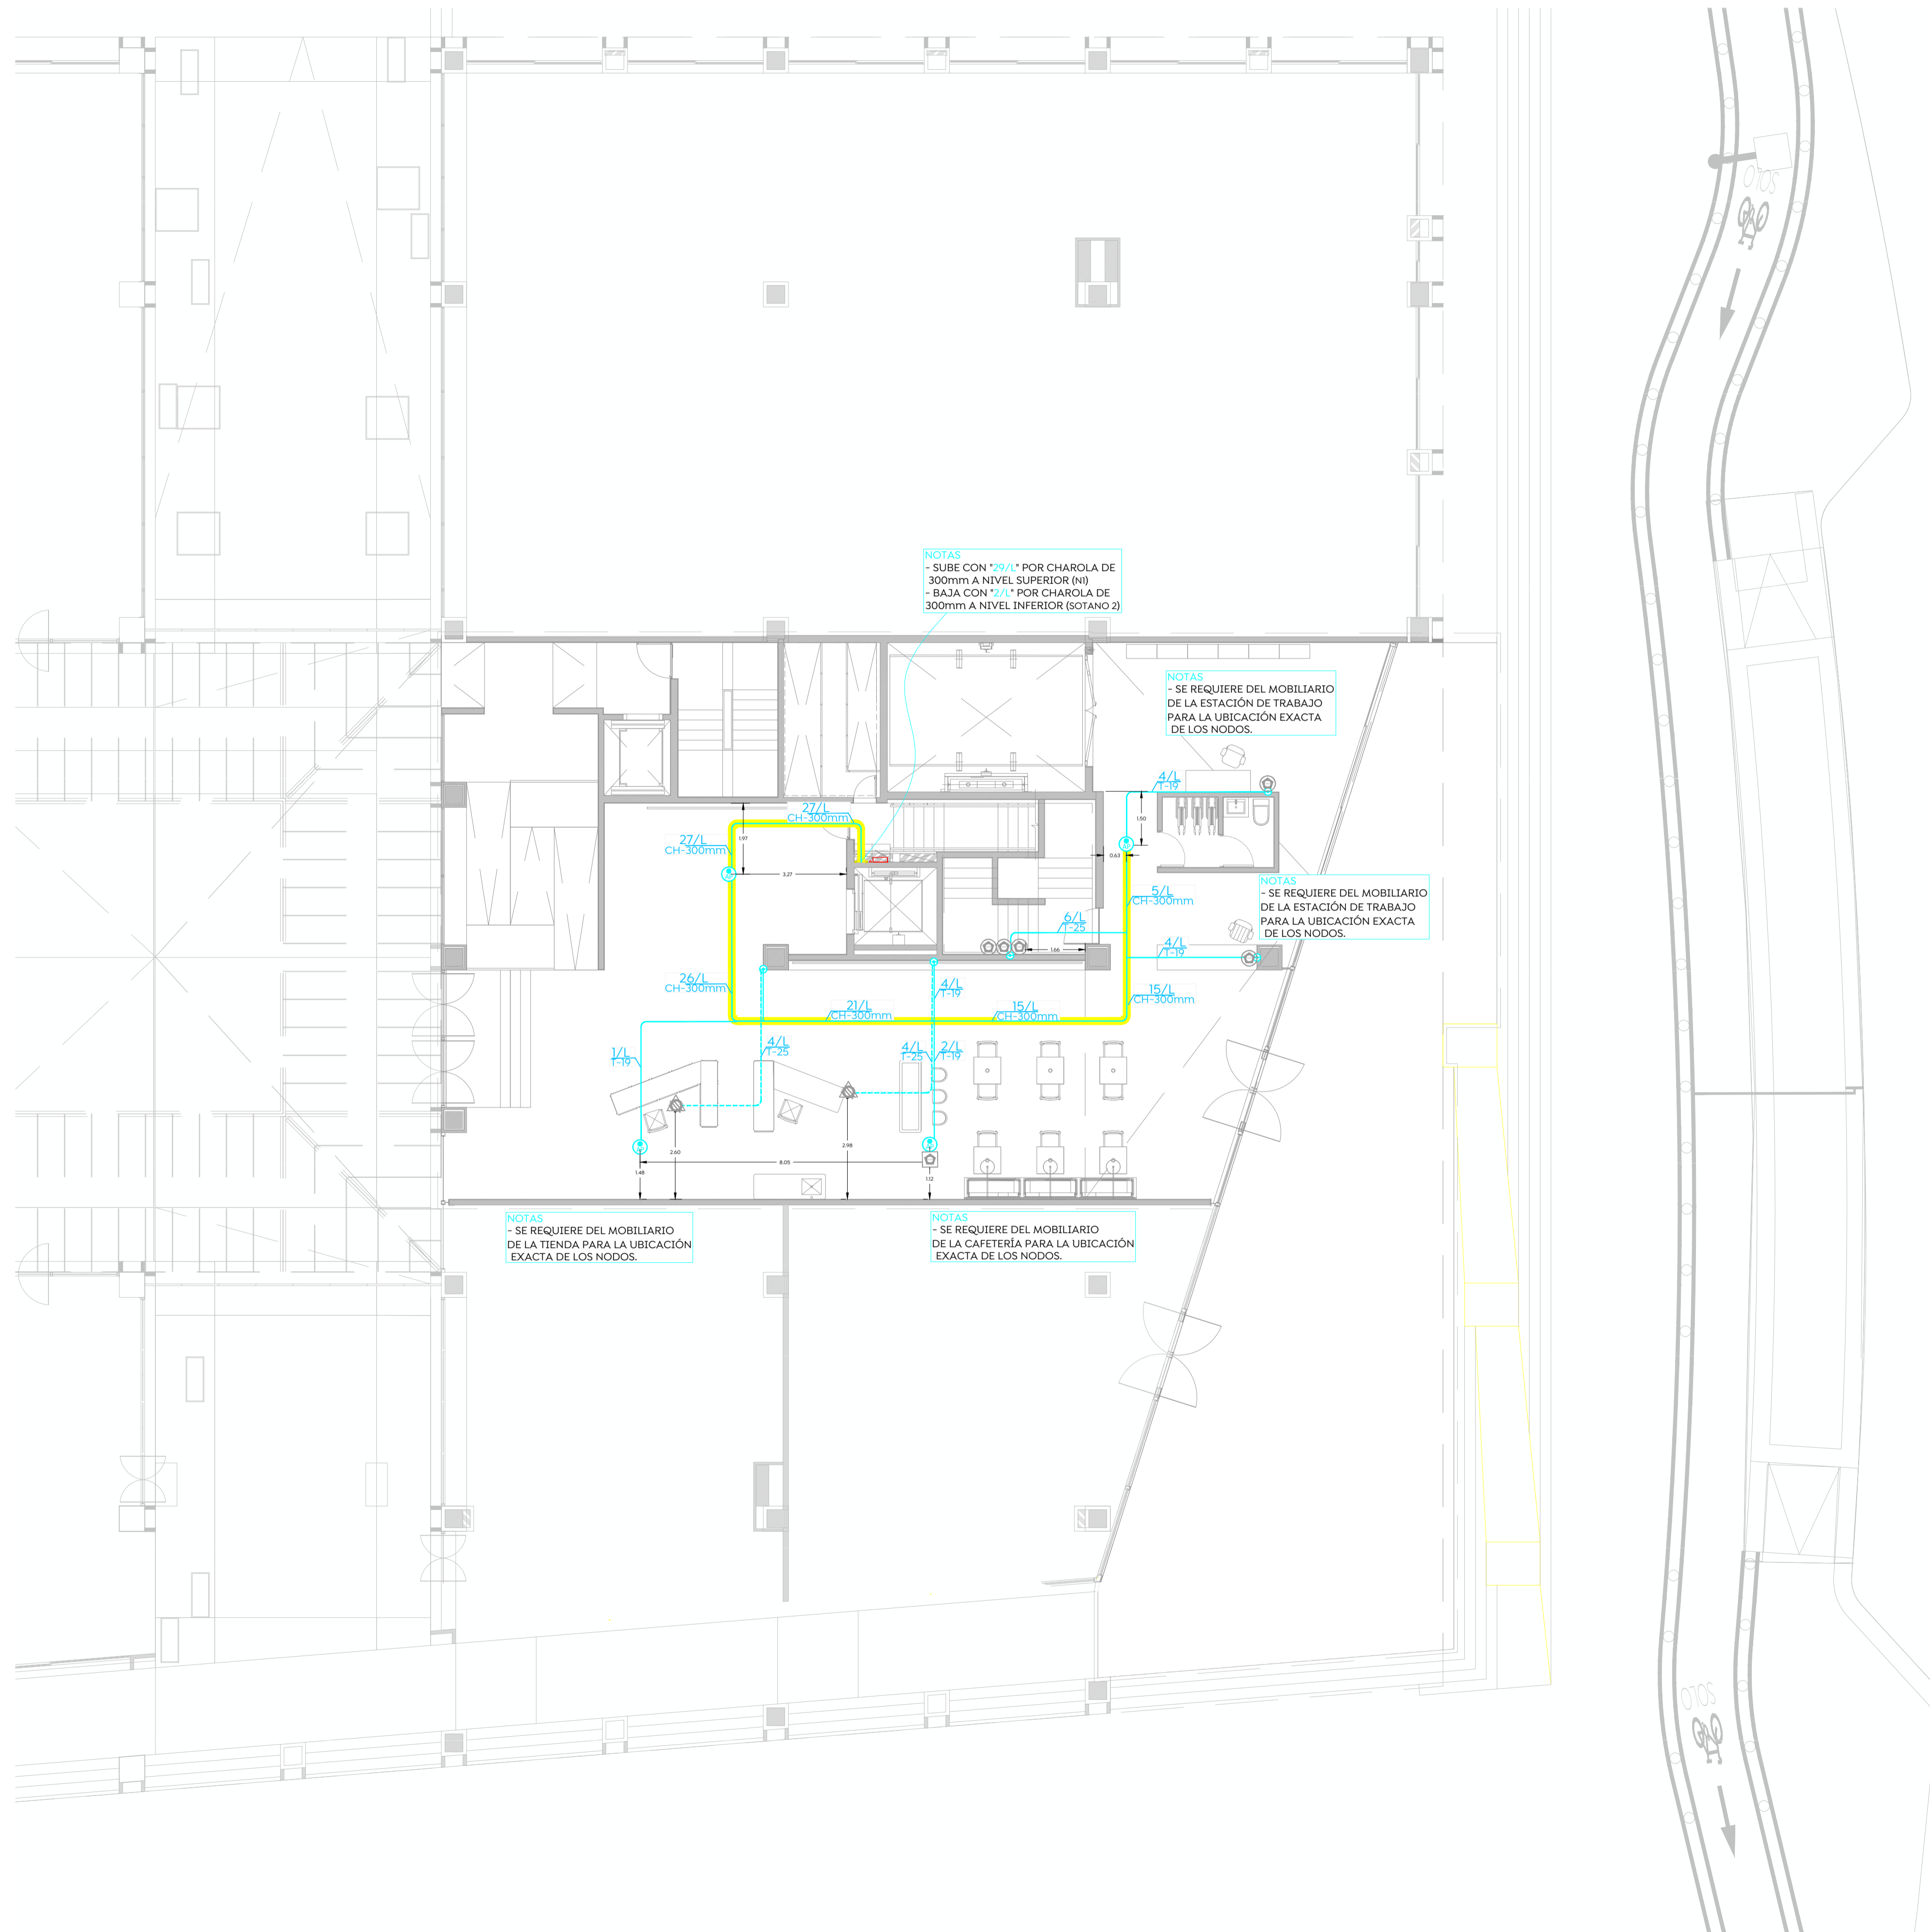 SOLO
NOTAS
- SUBE CON "29/L" POR CHAROLA DE
300mm A NIVEL SUPERIOR (N1)
- BAJA CON "2/L" POR CHAROLA DE
300mm A NIVEL INFERIOR (SOTANO 2)
NOTAS
- SE REQUIERE DEL MOBILIARIO
DE LA ESTACIÓN DE TRABAJO
PARA LA UBICACIÓN EXACTA
DE LOS NODOS.
4/L
T-19
27/L
CH-300mm
1.50
1.97
27/L
CH-300mm
0.63
3.27
NOTAS
- SE REQUIERE DEL MOBILIARIO
DE LA ESTACIÓN DE TRABAJO
PARA LA UBICACIÓN EXACTA
DE LOS NODOS.
5/L
CH-300mm
6/L
T-25
1.66
4/L
T-19
26/L
CH-300mm
4/L
T-19
15/L
CH-300mm
21/L
CH-300mm
15/L
CH-300mm
1/L
T-19
4/L
T-25
4/L
T-25
2/L
T-19
2.98
2.60
8.05
1.48
1.12
NOTAS
- SE REQUIERE DEL MOBILIARIO
DE LA TIENDA PARA LA UBICACIÓN
EXACTA DE LOS NODOS.
NOTAS
- SE REQUIERE DEL MOBILIARIO
DE LA CAFETERÍA PARA LA UBICACIÓN
EXACTA DE LOS NODOS.
SOLO